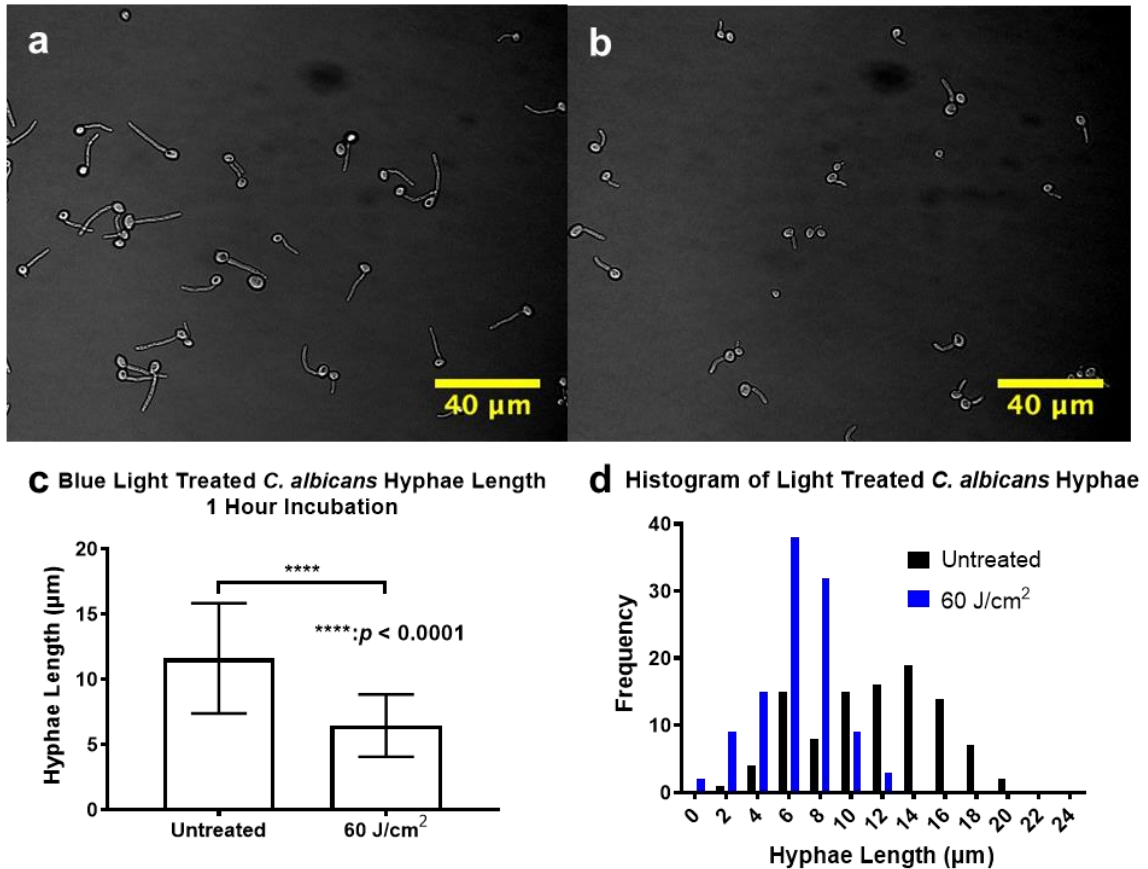 a
40 µm
b
40 µm
c Blue Light Treated C. albicans Hyphae Length
1 Hour Incubation
Hyphae Length (µm)
20
15
10
5
0
****
****:p < 0.0001
Untreated
60 J/cm²
d Histogram of Light Treated C. albicans Hyphae
Frequency
40
30
20
10
0
Untreated
60 J/cm²
0 2 4 6 8 10 12 14 16 18 20 22 24
Hyphae Length (µm)